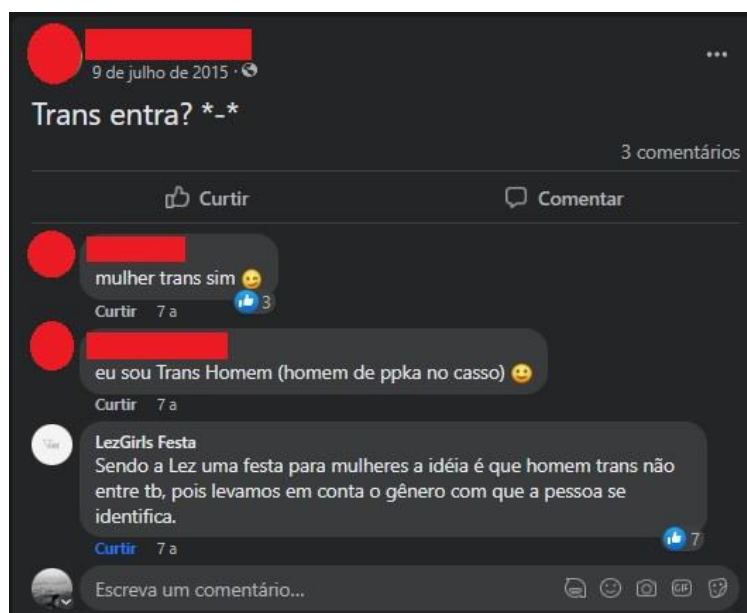 9 de julho de 2015 ·
Trans entra? *-*
3 comentários
Curtir
Comentar
mulher trans sim 😉
3
Curtir 7 a
eu sou Trans Homem (homem de ppka no casso) 🙂
Curtir 7 a
LezGirls Festa
Sendo a Lez uma festa para mulheres a idéia é que homem trans não
entre tb, pois levamos em conta o gênero com que a pessoa se
identifica.
7
Curtir 7 a
Escreva um comentário...
GIF